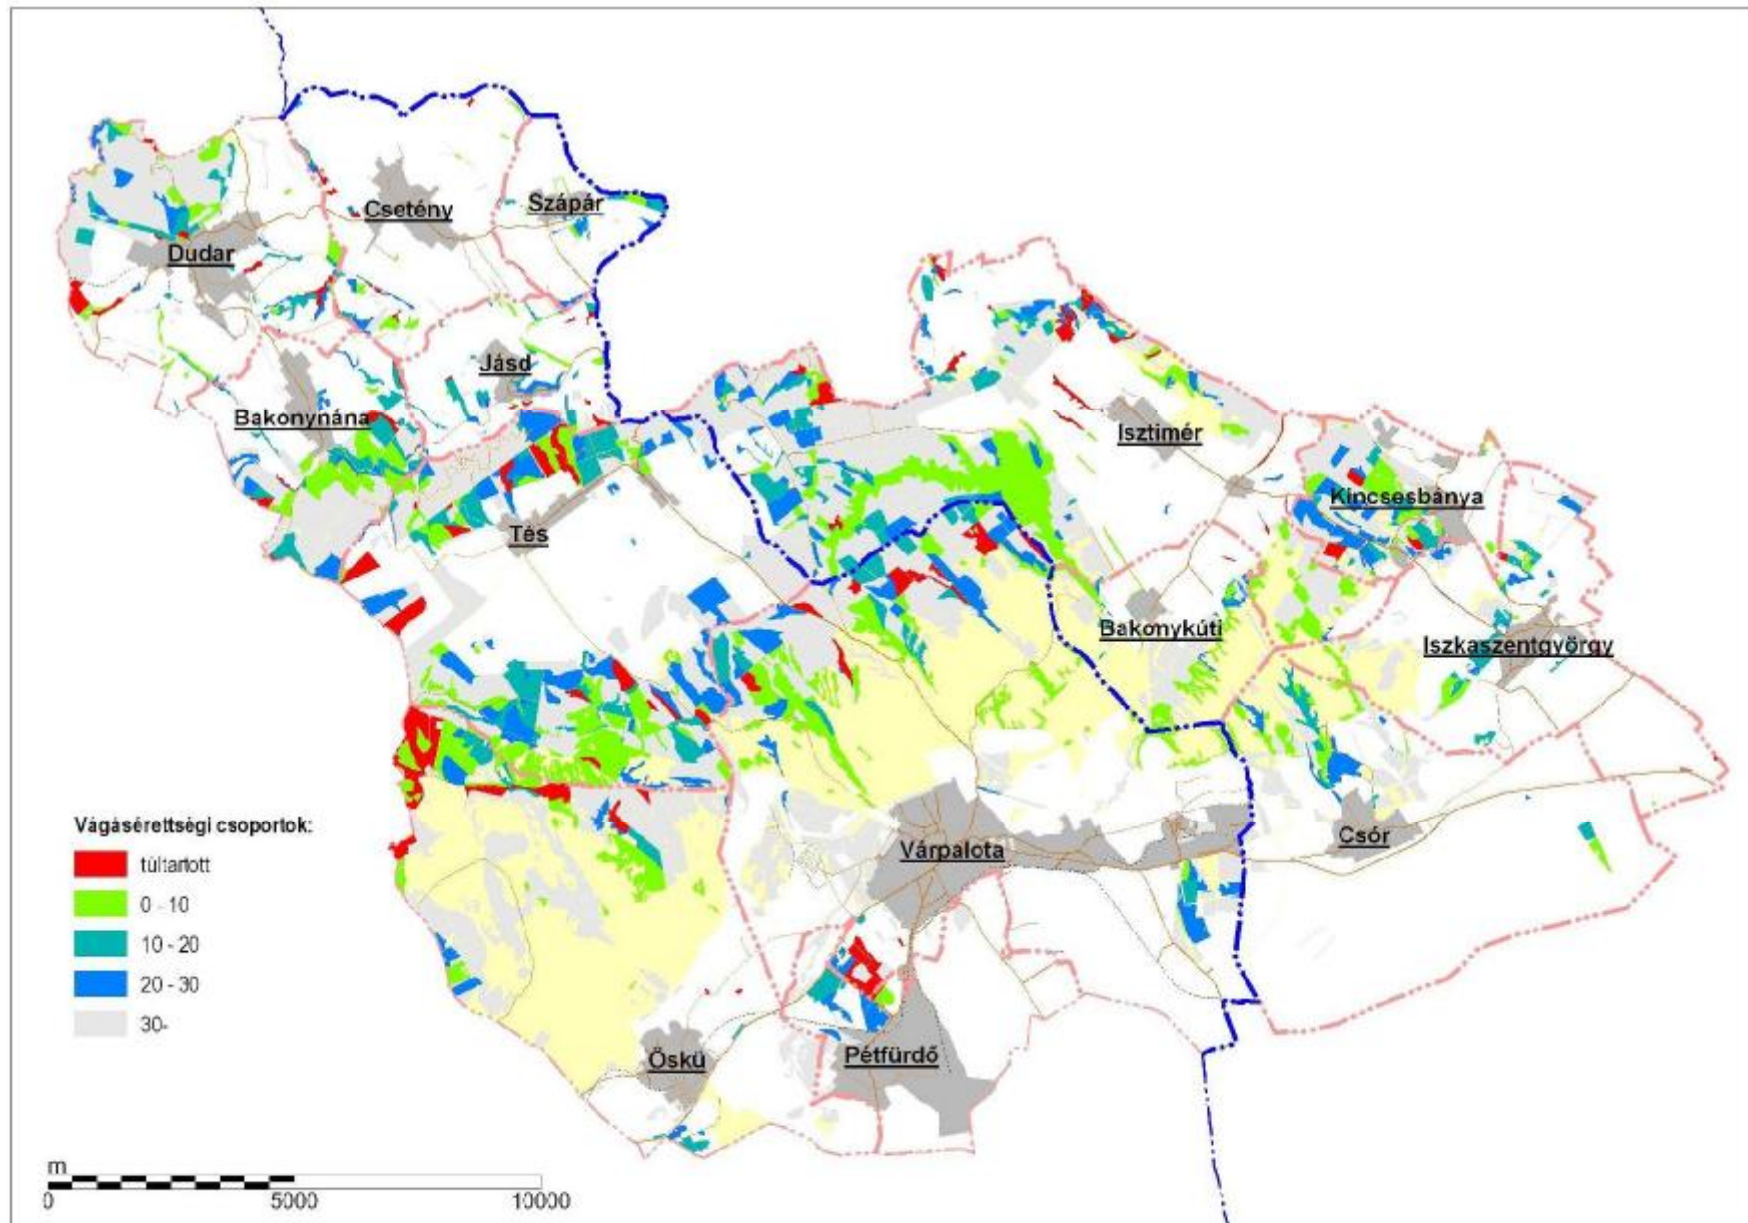 Csetény
Szápár
Dudar
Jásd
Bakonynána
Isztimér
Kincsesbánya
Tés
Bakonykúti
Iszkaszentgyörgy
Vágásérettségi csoportok:
túltartott
0 - 10
10 - 20
20 - 30
30-
Várpalota
Csór
Öskü
Pétfürdő
m
0 5000 10000